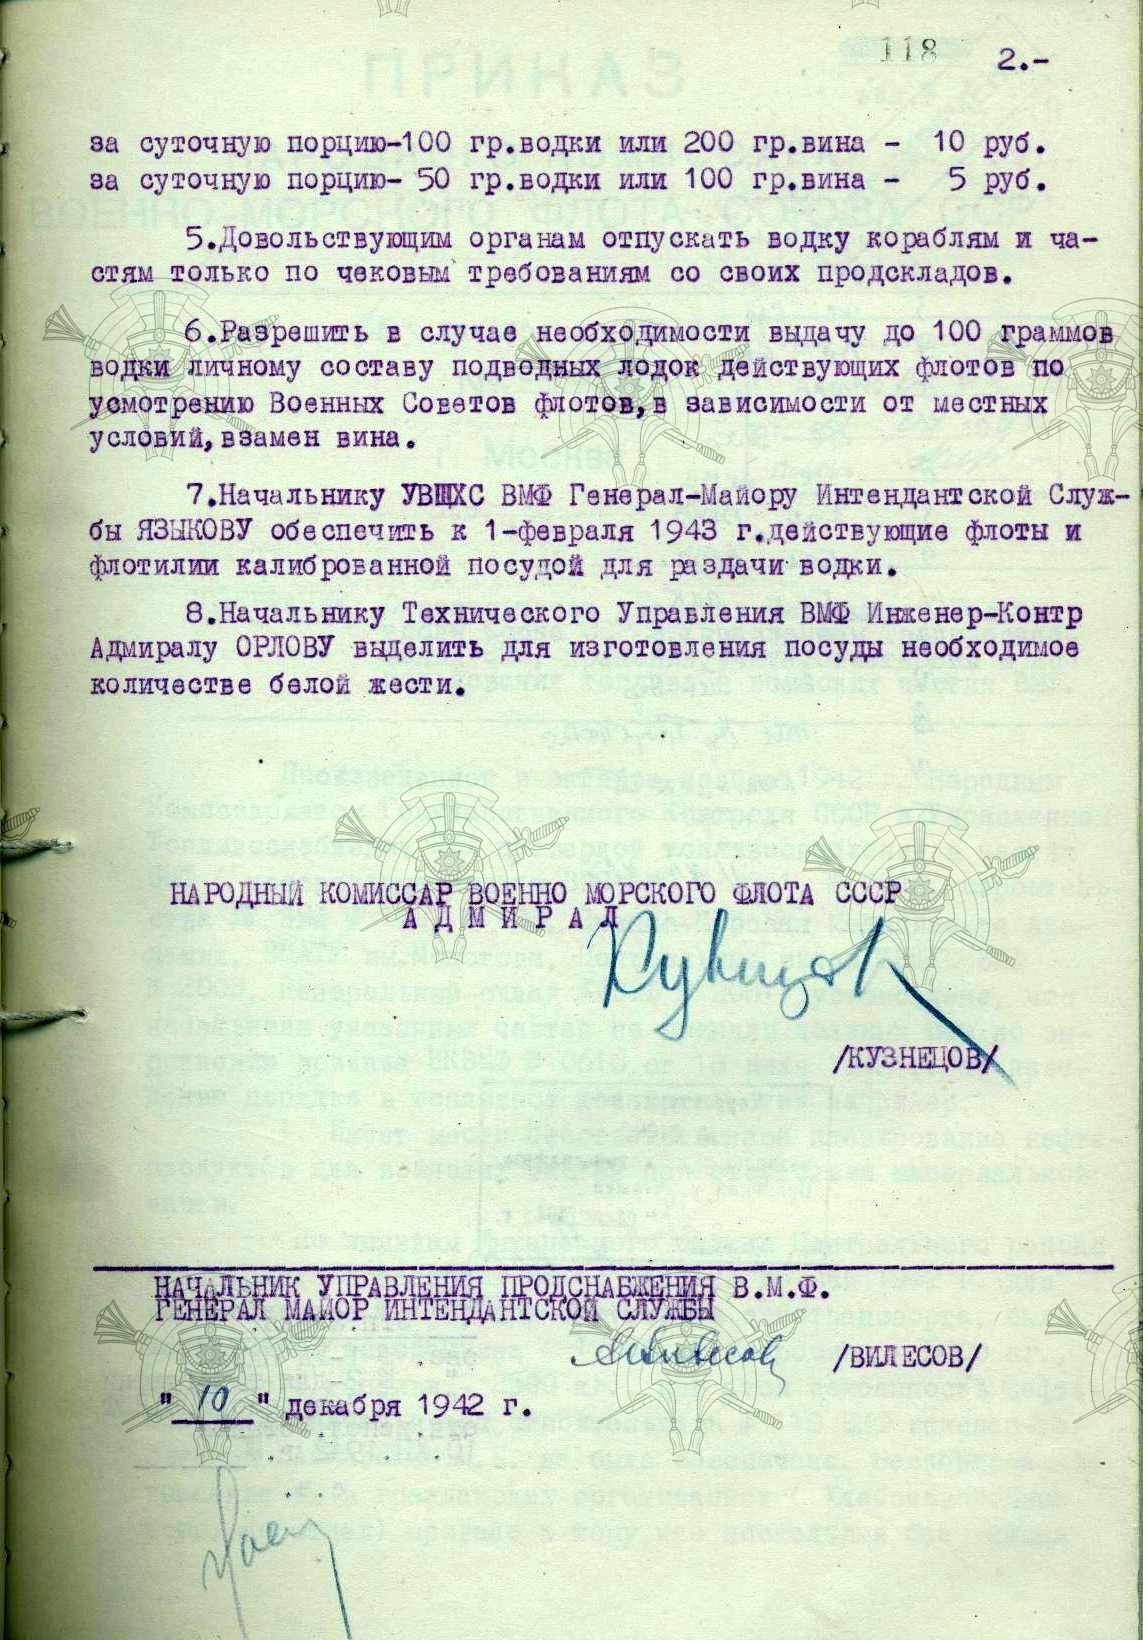 118 2.-
за суточную порцию-100 гр.водки или 200 гр.вина - 10 руб.
за суточную порцию- 50 гр.водки или 100 гр.вина - 5 руб.
5.Довольствующим органам отпускать водку кораблям и ча-
стям только по чековым требованиям со своих продскладов.
6.Разрешить в случае необходимости выдачу до 100 граммов
водки личному составу подводных лодок действующих флотов по
усмотрению Военных Советов флотов,в зависимости от местных
условий,взамен вина.
7.Начальнику УВЩХС ВМФ Генерал-Майору Интендантской Служ-
бы ЯЗЫКОВУ обеспечить к 1-февраля 1943 г.действующие флоты и
флотилии калиброванной посудой для раздачи водки.
8.Начальнику Технического Управления ВМФ Инженер-Контр
Адмиралу ОРЛОВУ выделить для изготовления посуды необходимое
количестве белой жести.
НАРОДНЫЙ КОМИССАР ВОЕННО МОРСКОГО ФЛОТА СССР
АДМИРАЛ
Кузнецов
/КУЗНЕЦОВ/
НАЧАЛЬНИК УПРАВЛЕНИЯ ПРОДСНАБЖЕНИЯ В.М.Ф.
ГЕНЕРАЛ МАЙОР ИНТЕНДАНТСКОЙ СЛУЖБЫ
/ВИЛЕСОВ/
"10" декабря 1942 г.